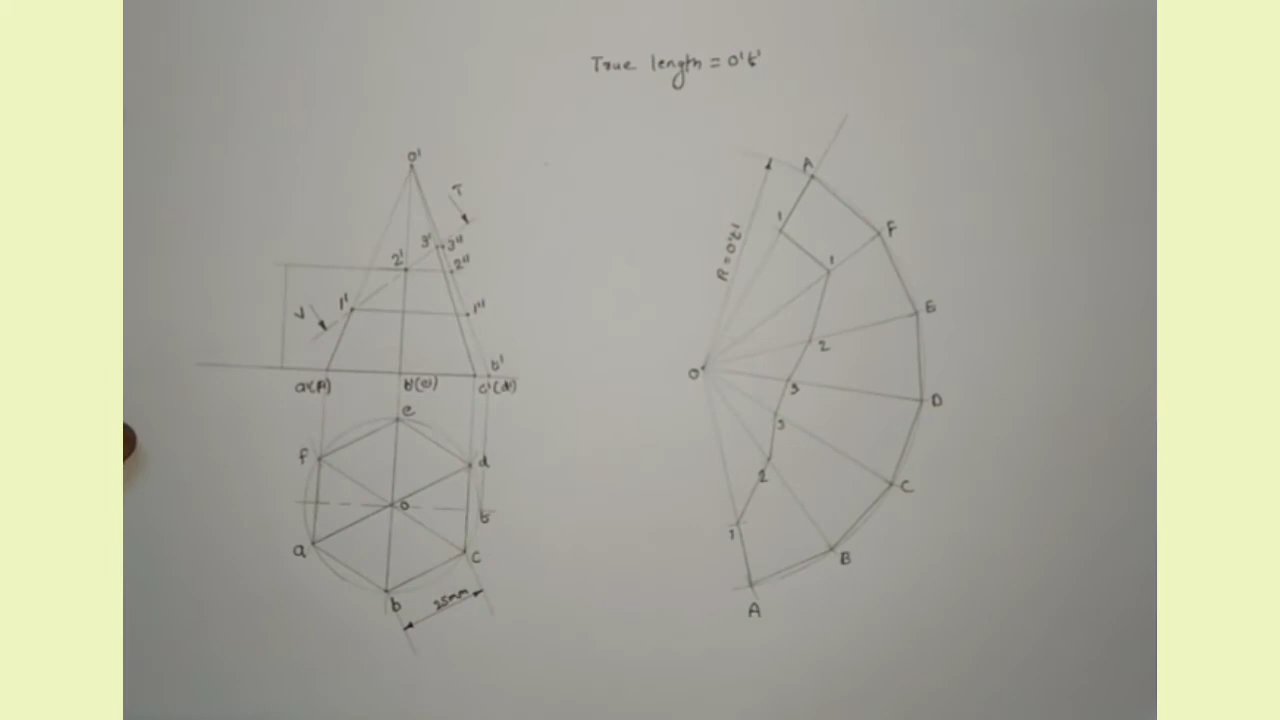 True length = o't'
o'
T
3'
3"
2'
2"
1'
1"
V
t'
a'(f')
b'(e')
c'(d')
e
f
d
o
t
a
c
b
25mm
R = o't'
A
1
F
1
E
2
O'
3
D
3
C
2
1
B
A